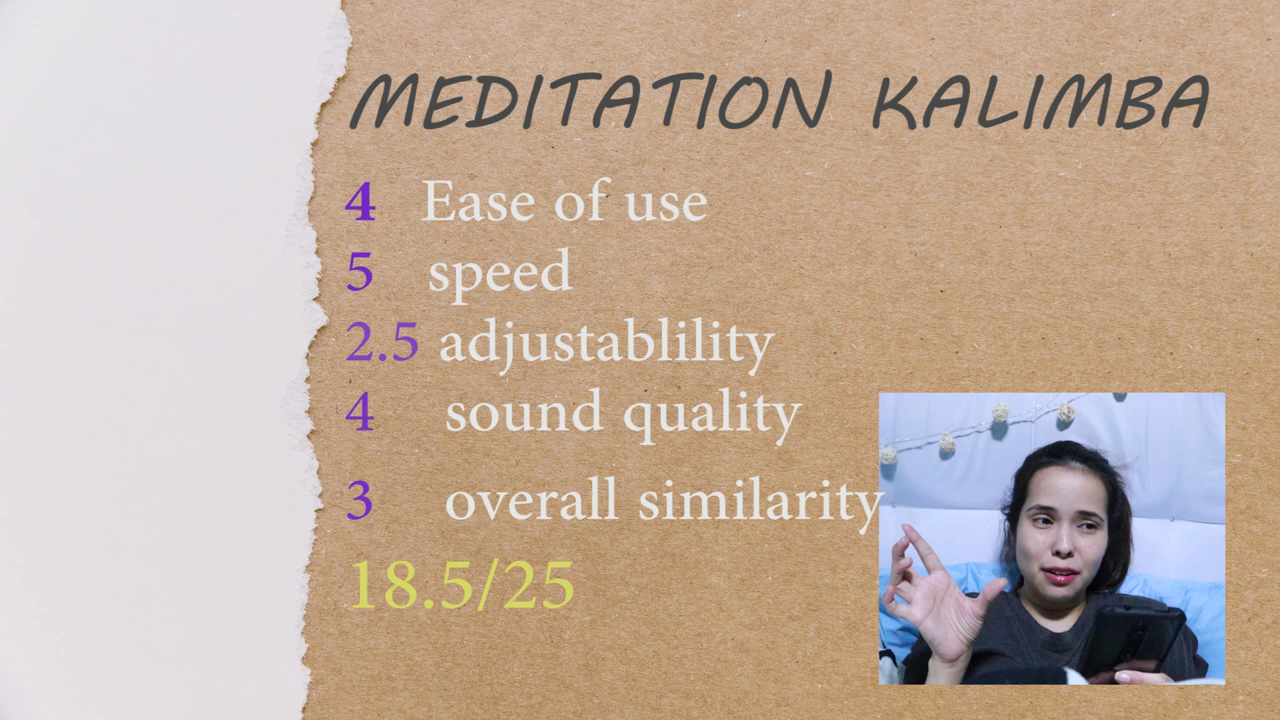 MEDITATION KALIMBA
4 Ease of use
5 speed
2.5 adjustablility
4 sound quality
3 overall similarity
18.5/25